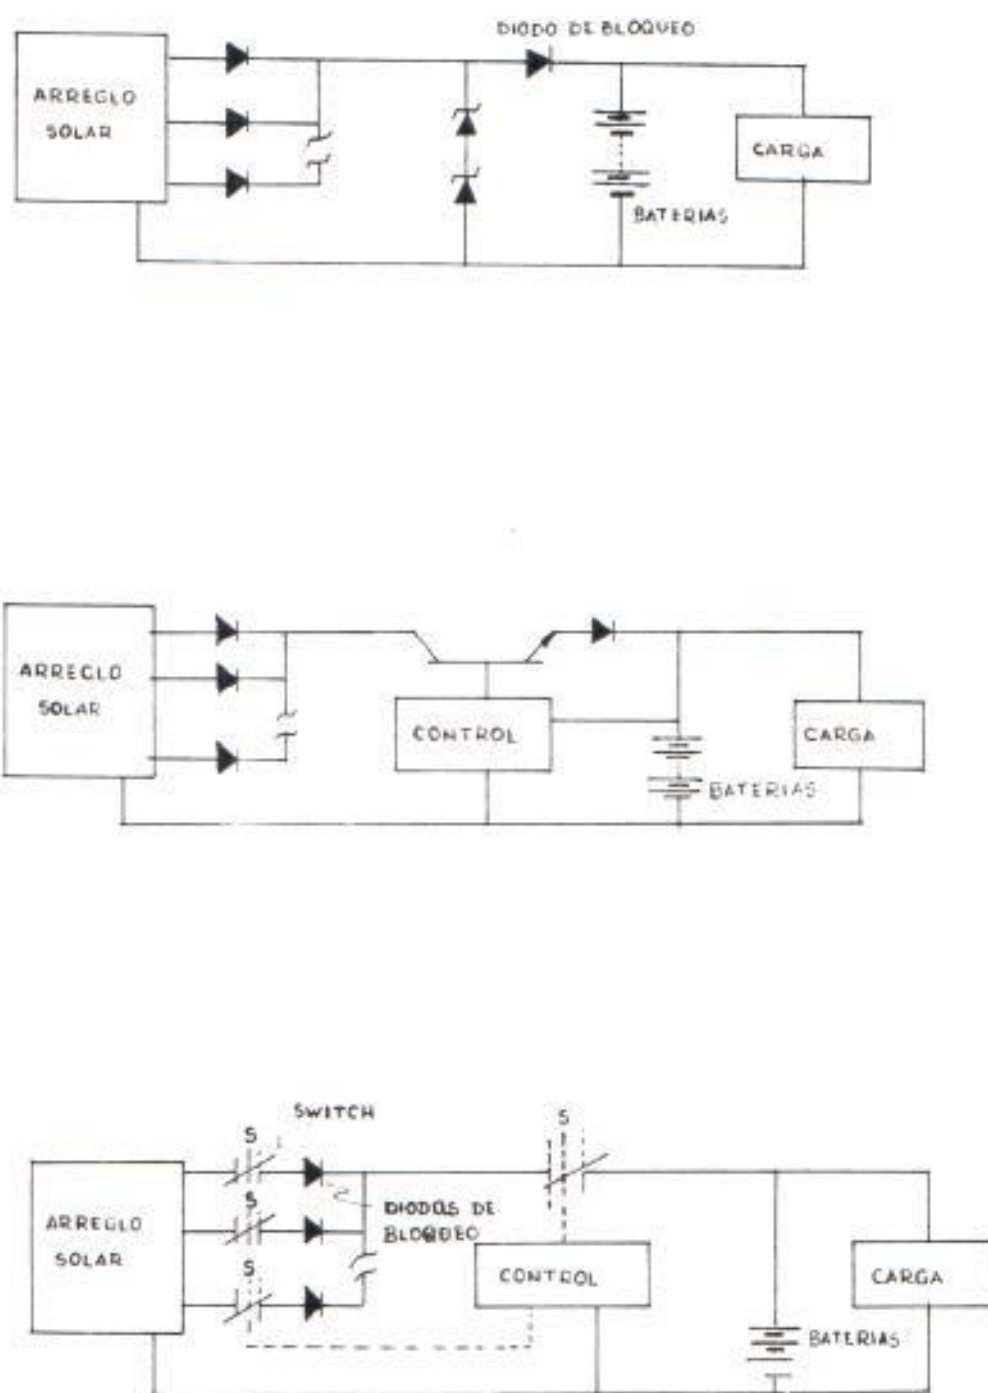 DIODO DE BLOQUEO
ARREGLO
SOLAR
CARGA
BATERIAS
ARREGLO
SOLAR
CONTROL
CARGA
BATERIAS
SWITCH
S
S
ARREGLO
SOLAR
S
DIODOS DE
BLOQUEO
S
CONTROL
CARGA
BATERIAS